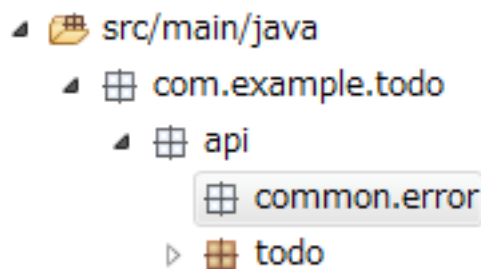 src/main/java
com.example.todo
api
common.error
todo